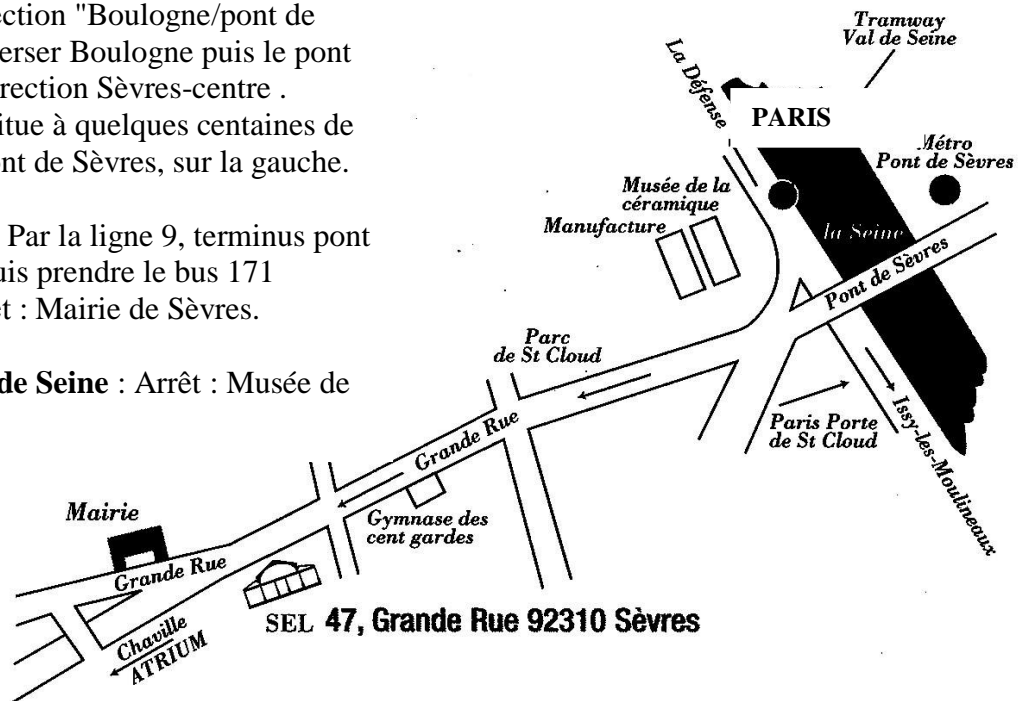 ection "Boulogne/pont de
erser Boulogne puis le pont
rection Sèvres-centre .
itue à quelques centaines de
ont de Sèvres, sur la gauche.
Par la ligne 9, terminus pont
uis prendre le bus 171
t : Mairie de Sèvres.
de Seine : Arrêt : Musée de
Tramway
Val de Seine
La Défense
PARIS
Métro
Pont de Sèvres
Musée de la
céramique
Manufacture
la Seine
Pont de Sèvres
Parc
de St Cloud
Paris Porte
de St Cloud
Issy-les-Moulineaux
Grande Rue
Gymnase des
cent gardes
Mairie
Grande Rue
SEL 47, Grande Rue 92310 Sèvres
Chaville
ATRIUM